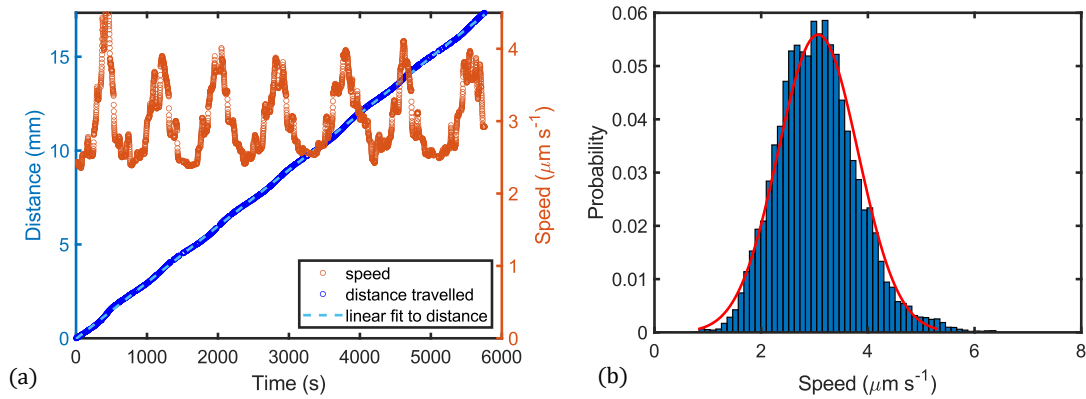 15
10
5
0
Distance (mm)
4
3
2
1
0
Speed (μm s⁻¹)
speed
distance travelled
linear fit to distance
0 1000 2000 3000 4000 5000 6000
Time (s)
(a)
0.06
0.05
0.04
0.03
0.02
0.01
0
Probability
0 2 4 6 8
Speed (μm s⁻¹)
(b)